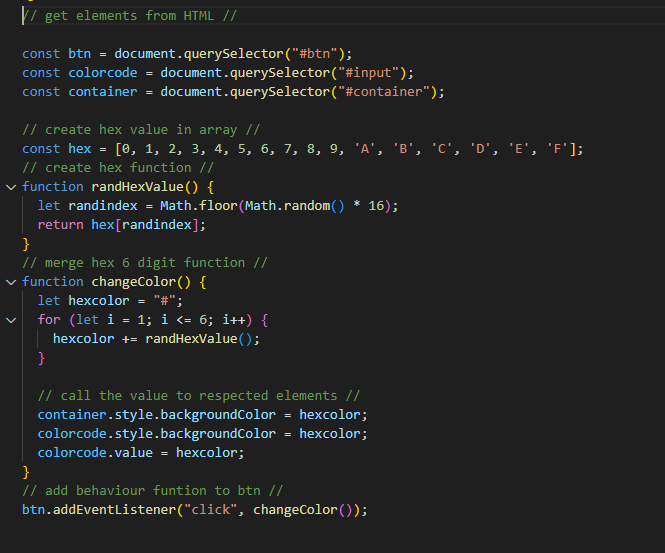 // get elements from HTML //
const btn = document.querySelector("#btn");
const colorcode = document.querySelector("#input");
const container = document.querySelector("#container");
// create hex value in array //
const hex = [0, 1, 2, 3, 4, 5, 6, 7, 8, 9, 'A', 'B', 'C', 'D', 'E', 'F'];
// create hex function //
function randHexValue() {
let randindex = Math.floor(Math.random() * 16);
return hex[randindex];
}
// merge hex 6 digit function //
function changeColor() {
let hexcolor = "#";
for (let i = 1; i <= 6; i++) {
hexcolor += randHexValue();
}
// call the value to respected elements //
container.style.backgroundColor = hexcolor;
colorcode.style.backgroundColor = hexcolor;
colorcode.value = hexcolor;
}
// add behaviour funtion to btn //
btn.addEventListener("click", changeColor());